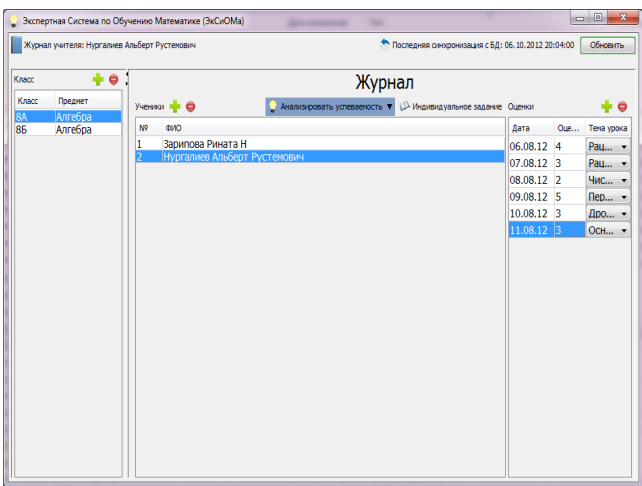 Экспертная Система по Обучению Математике (ЭкСиОМа)
Журнал учителя: Нургалиев Альберт Рустемович
Последняя синхронизация с БД: 06.10.2012 20:04:00 Обновить
Класс
Журнал
Ученики Анализировать успеваемость ▼ Индивидуальное задание Оценки
Класс Предмет
8А Алгебра
8Б Алгебра
№ ФИО
1 Зарипова Рината Н
2 Нургалиев Альберт Рустемович
Дата Оце... Тема урока
06.08.12 4 Рац...
07.08.12 3 Рац...
08.08.12 2 Чис...
09.08.12 5 Пер...
10.08.12 3 Дро...
11.08.12 3 Осн...